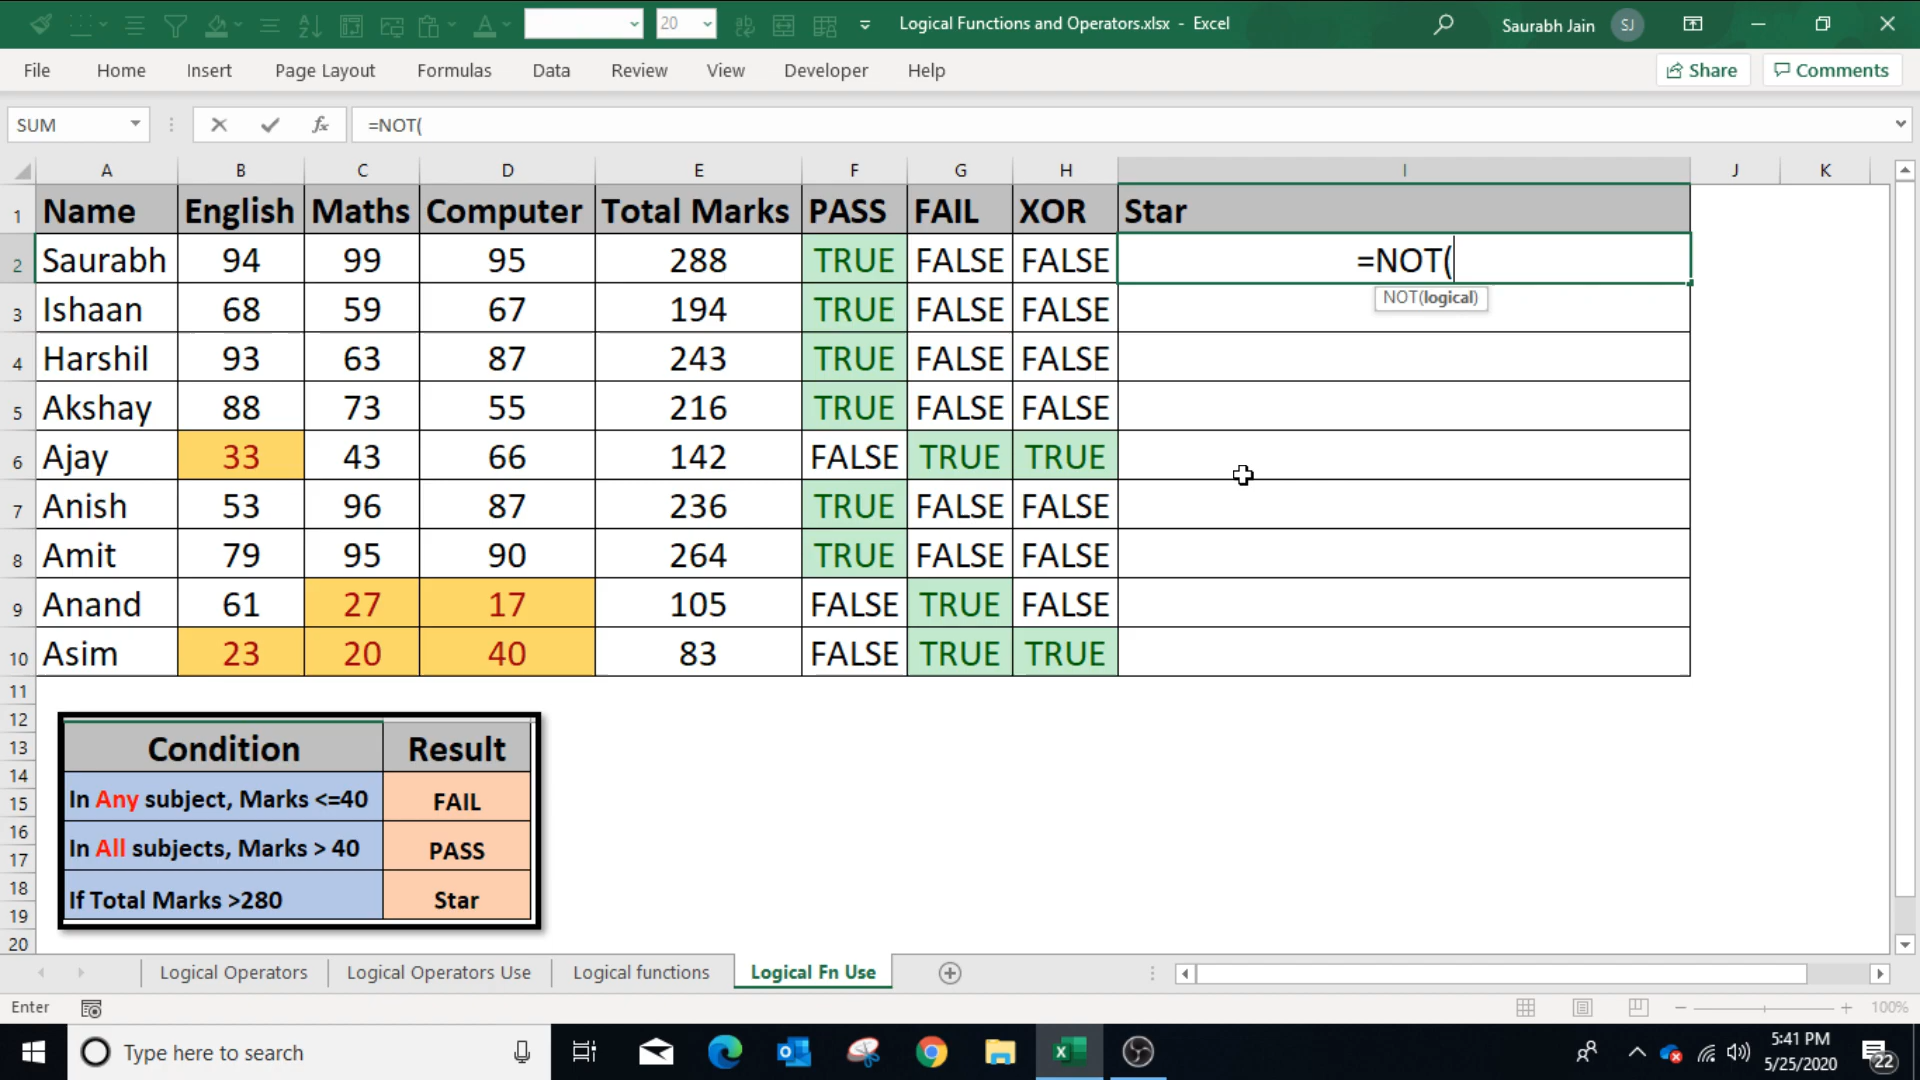 20
Logical Functions and Operators.xlsx - Excel
Saurabh Jain SJ
File Home Insert Page Layout Formulas Data Review View Developer Help Share Comments
SUM fx =NOT(
A B C D E F G H I J K
1 Name English Maths Computer Total Marks PASS FAIL XOR Star
2 Saurabh 94 99 95 288 TRUE FALSE FALSE =NOT(
NOT(logical)
3 Ishaan 68 59 67 194 TRUE FALSE FALSE
4 Harshil 93 63 87 243 TRUE FALSE FALSE
5 Akshay 88 73 55 216 TRUE FALSE FALSE
6 Ajay 33 43 66 142 FALSE TRUE TRUE
7 Anish 53 96 87 236 TRUE FALSE FALSE
8 Amit 79 95 90 264 TRUE FALSE FALSE
9 Anand 61 27 17 105 FALSE TRUE FALSE
10 Asim 23 20 40 83 FALSE TRUE TRUE
11
12
13 Condition Result
14
15 In Any subject, Marks <=40 FAIL
16
17 In All subjects, Marks > 40 PASS
18
19 If Total Marks >280 Star
20
Logical Operators Logical Operators Use Logical functions Logical Fn Use
Enter 100%
Type here to search
5:41 PM
5/25/2020
22